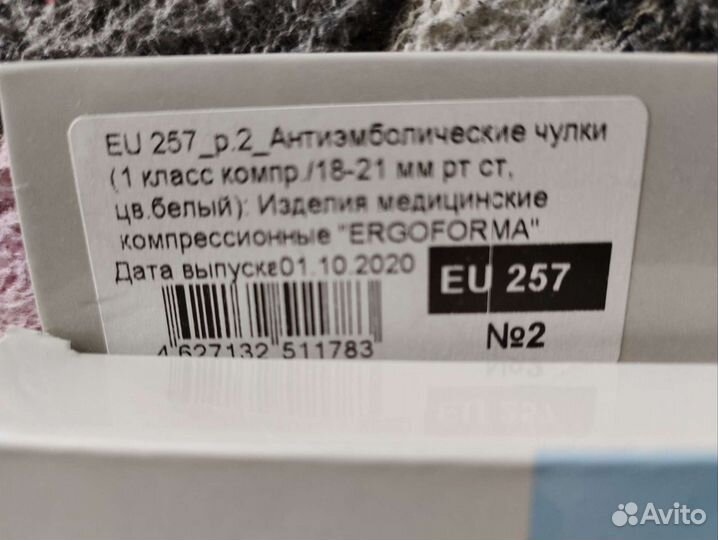 EU 257_р.2_Антиэмболические чулки
(1 класс компр./18-21 мм рт ст,
цв.белый): Изделия медицинские
компрессионные "ERGOFORMA"
Дата выпуска01.10.2020
EU 257
4 627132 511783
№2
Avito